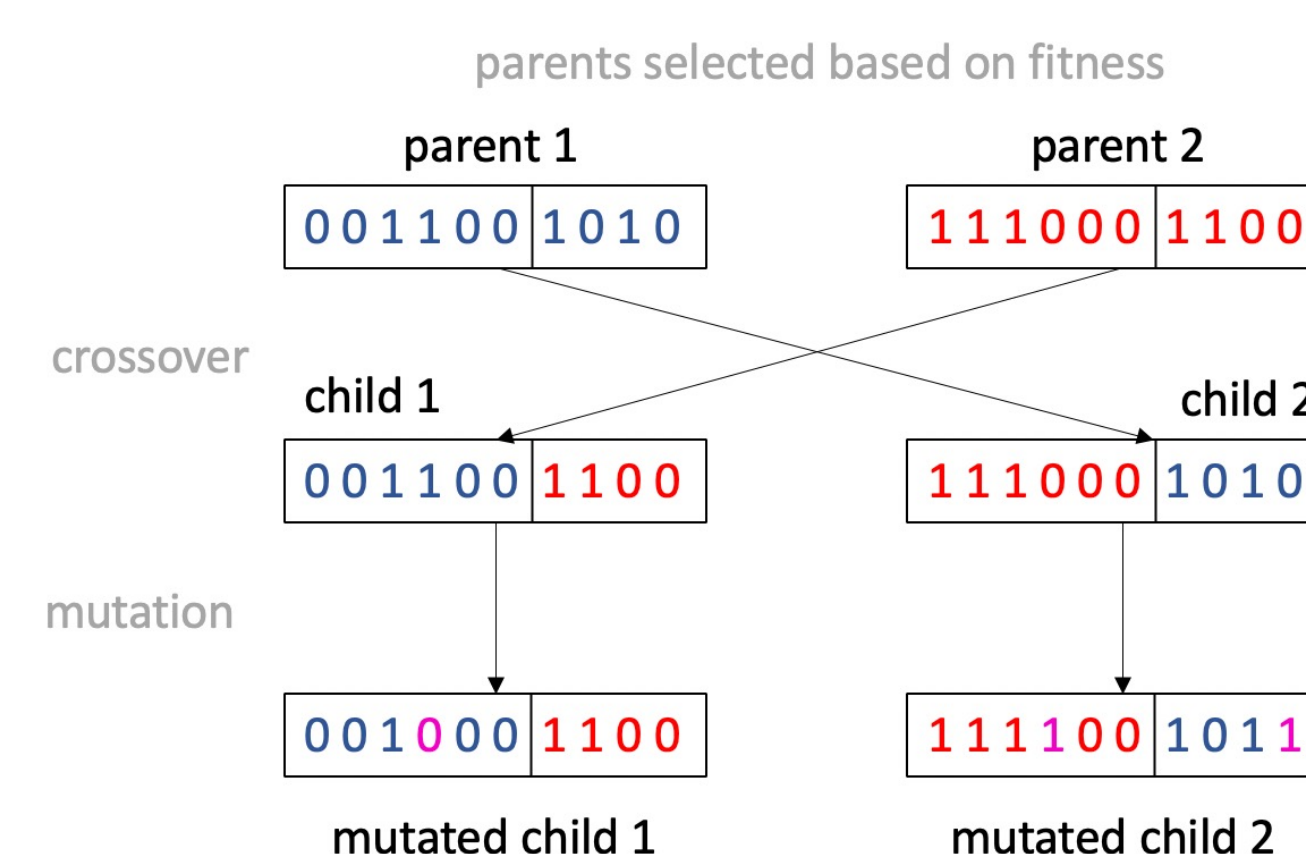 parents selected based on fitness
parent 1 parent 2
0 0 1 1 0 0 1 0 1 0 1 1 1 0 0 0 1 1 0 0
crossover
child 1 child 2
0 0 1 1 0 0 1 1 0 0 1 1 1 0 0 0 1 0 1 0
mutation
0 0 1 0 0 0 1 1 0 0 1 1 1 1 0 0 1 0 1 1
mutated child 1 mutated child 2